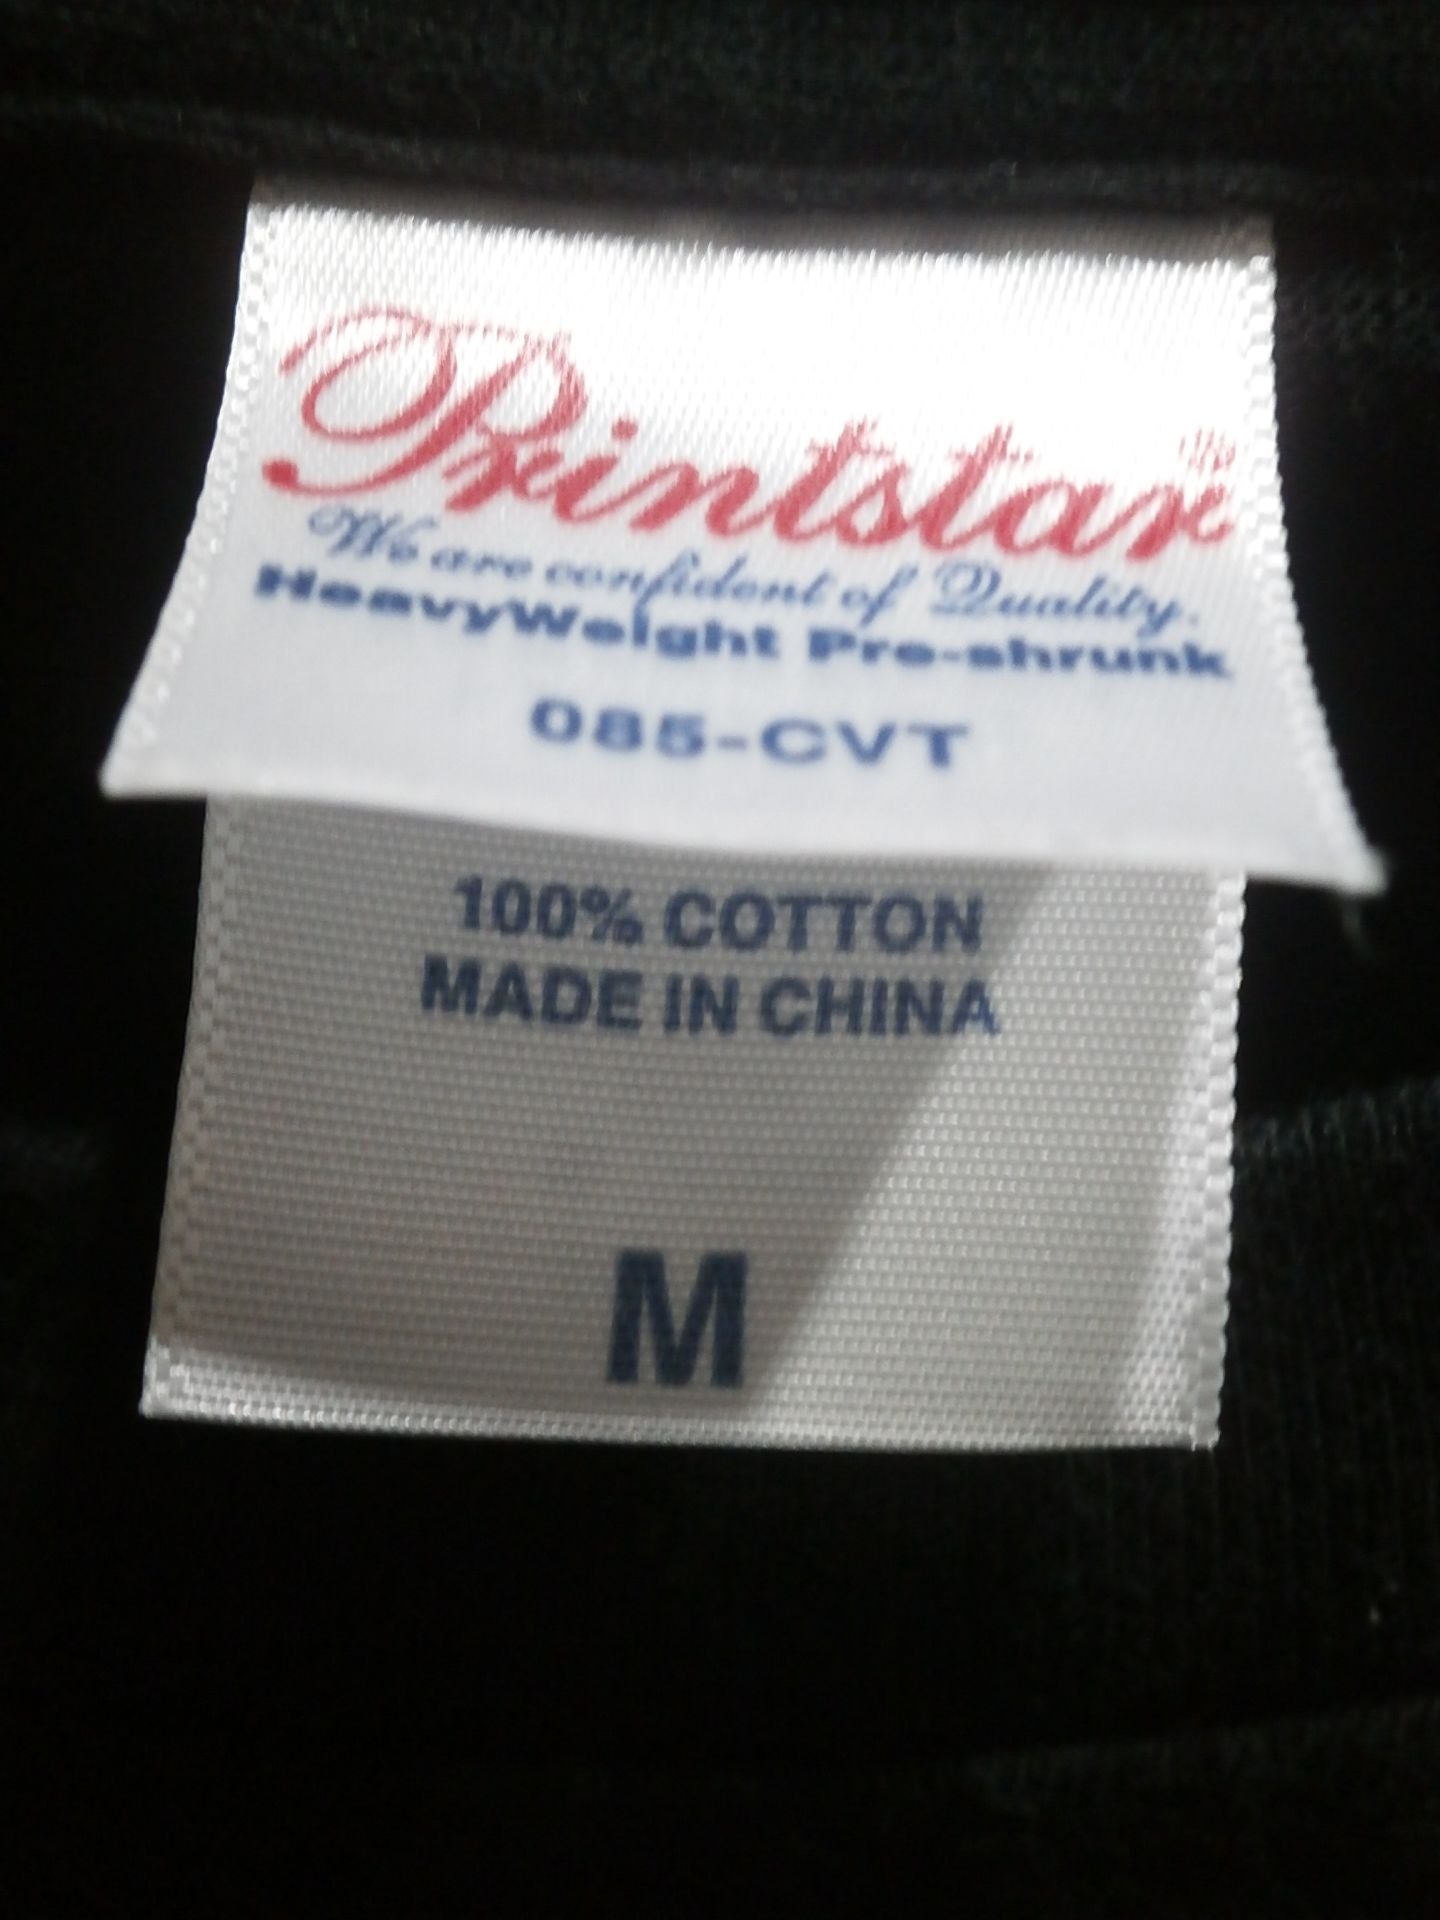 Printstar
We are confident of Quality.
HeavyWeight Pre-shrunk
085-CVT
100% COTTON
MADE IN CHINA
M